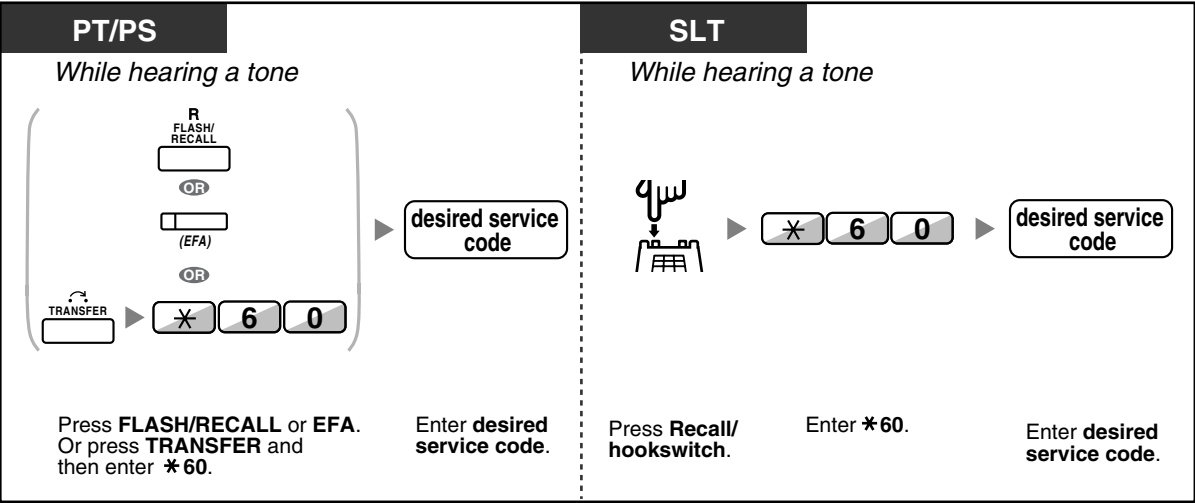 PT/PS
While hearing a tone
R
FLASH/
RECALL
OR
(EFA)
OR
TRANSFER
* 6 0
desired service
code
Press FLASH/RECALL or EFA.
Or press TRANSFER and
then enter *60.
Enter desired
service code.
SLT
While hearing a tone
* 6 0
desired service
code
Press Recall/
hookswitch.
Enter *60.
Enter desired
service code.